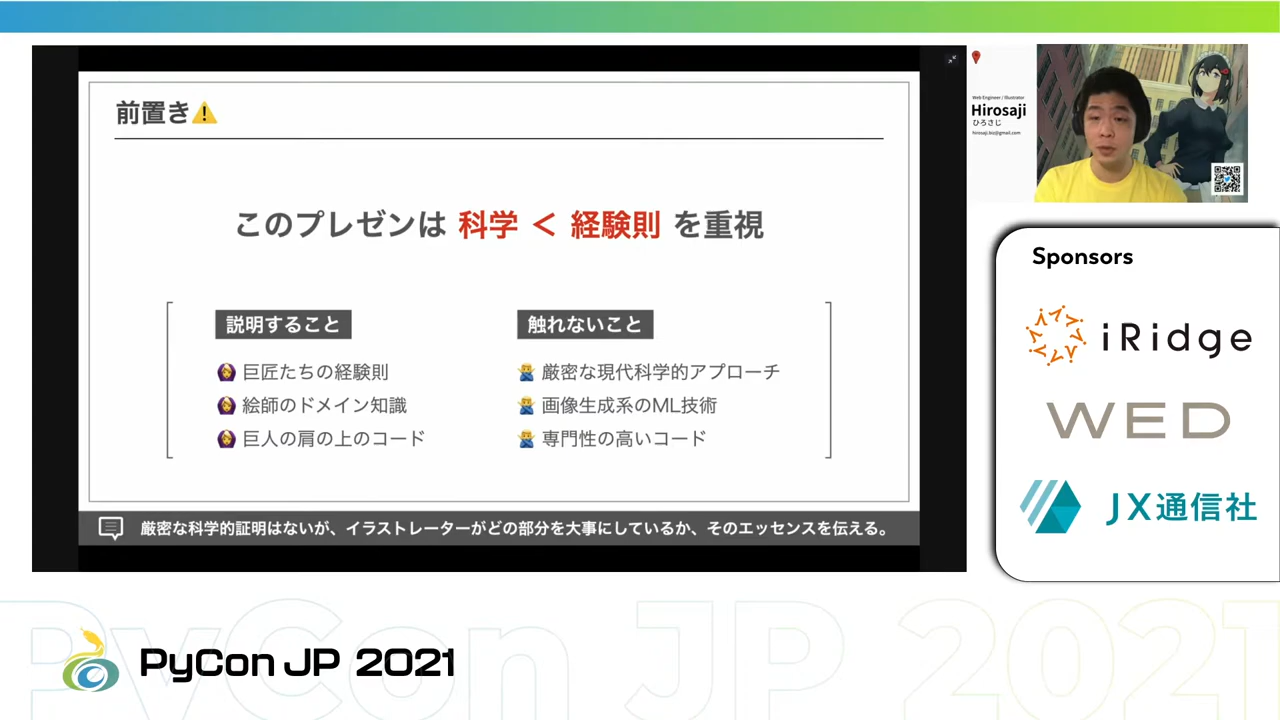 前置き⚠️
このプレゼンは 科学 < 経験則 を重視
説明すること
巨匠たちの経験則
絵師のドメイン知識
巨人の肩の上のコード
触れないこと
厳密な現代科学的アプローチ
画像生成系のML技術
専門性の高いコード
厳密な科学的証明はないが、イラストレーターがどの部分を大事にしているか、そのエッセンスを伝える。
Web Engineer / Illustrator
Hirosaji
ひろさじ
hirosaji.biz@gmail.com
Sponsors
iRidge
WED
JX通信社
PyCon JP 2021
PyCon JP 2021